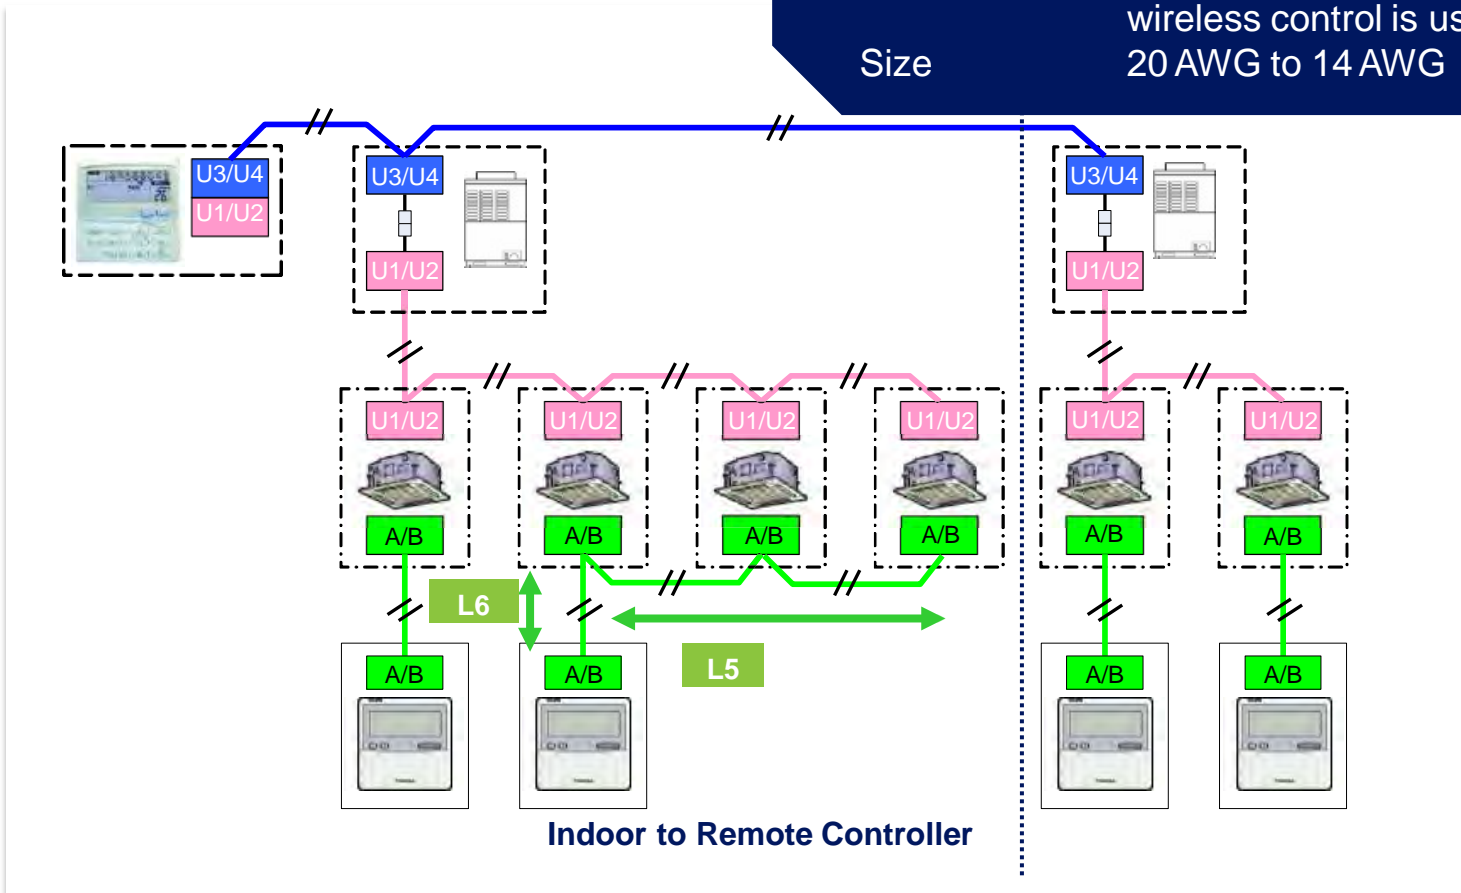 wireless control is us
Size 20 AWG to 14 AWG
U3/U4
U1/U2
U3/U4
U1/U2
U3/U4
U1/U2
U1/U2 U1/U2 U1/U2 U1/U2 U1/U2 U1/U2
A/B A/B A/B A/B A/B A/B
L6
L5
A/B A/B A/B A/B
Indoor to Remote Controller